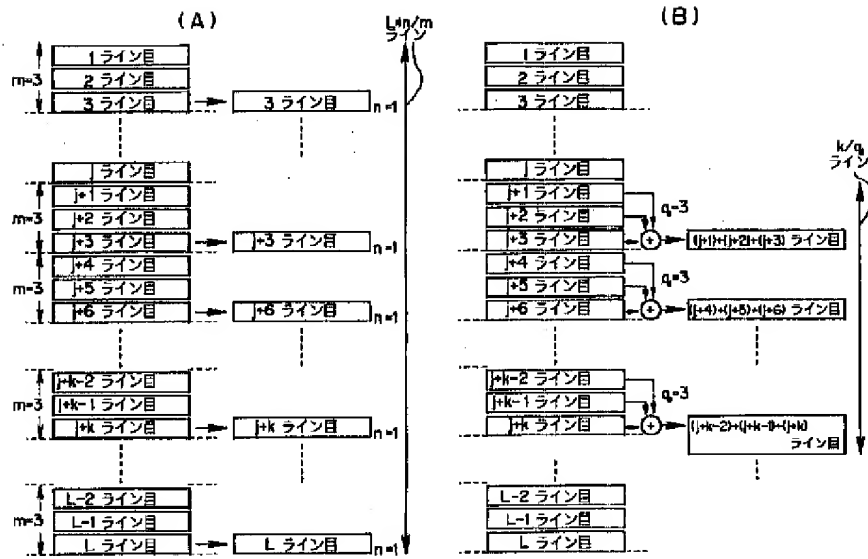 (A)
L*n/m
ライン
m=3
1 ライン目
2 ライン目
3 ライン目
3 ライン目
n=1
j ライン目
m=3
j+1 ライン目
j+2 ライン目
j+3 ライン目
j+3 ライン目
n=1
m=3
j+4 ライン目
j+5 ライン目
j+6 ライン目
j+6 ライン目
n=1
m=3
j+k-2 ライン目
j+k-1 ライン目
j+k ライン目
j+k ライン目
n=1
m=3
L-2 ライン目
L-1 ライン目
L ライン目
L ライン目
n=1
(B)
1 ライン目
2 ライン目
3 ライン目
k/q
ライン
j ライン目
j+1 ライン目
j+2 ライン目
j+3 ライン目
q=3
+
(j+1)+(j+2)+(j+3) ライン目
j+4 ライン目
j+5 ライン目
j+6 ライン目
q=3
+
(j+4)+(j+5)+(j+6) ライン目
j+k-2 ライン目
j+k-1 ライン目
j+k ライン目
q=3
+
(j+k-2)+(j+k-1)+(j+k)
ライン目
L-2 ライン目
L-1 ライン目
L ライン目